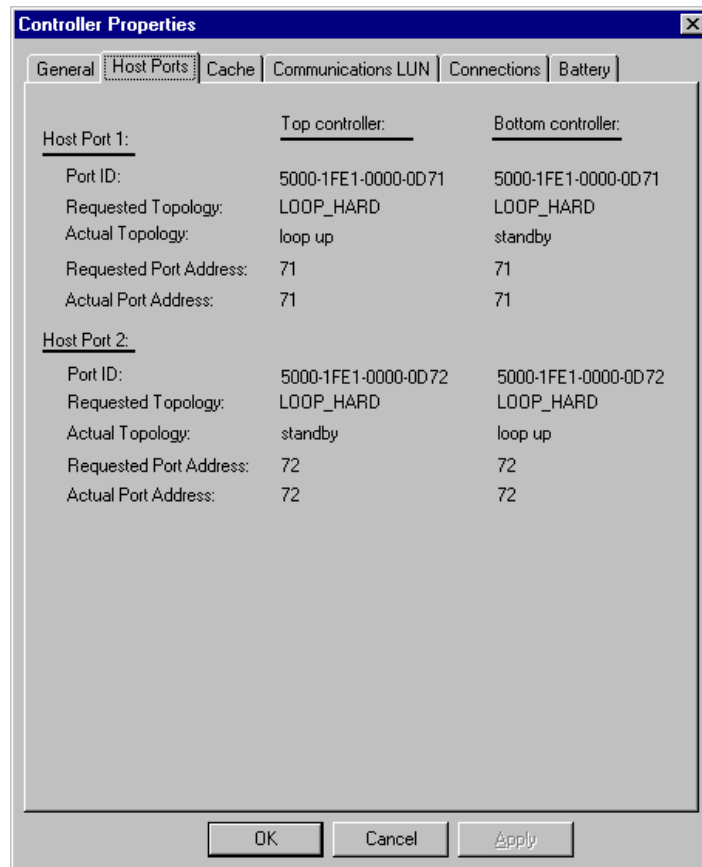 Controller Properties
General Host Ports Cache Communications LUN Connections Battery
Top controller: Bottom controller:
Host Port 1:
Port ID: 5000-1FE1-0000-0D71 5000-1FE1-0000-0D71
Requested Topology: LOOP_HARD LOOP_HARD
Actual Topology: loop up standby
Requested Port Address: 71 71
Actual Port Address: 71 71
Host Port 2:
Port ID: 5000-1FE1-0000-0D72 5000-1FE1-0000-0D72
Requested Topology: LOOP_HARD LOOP_HARD
Actual Topology: standby loop up
Requested Port Address: 72 72
Actual Port Address: 72 72
OK Cancel Apply